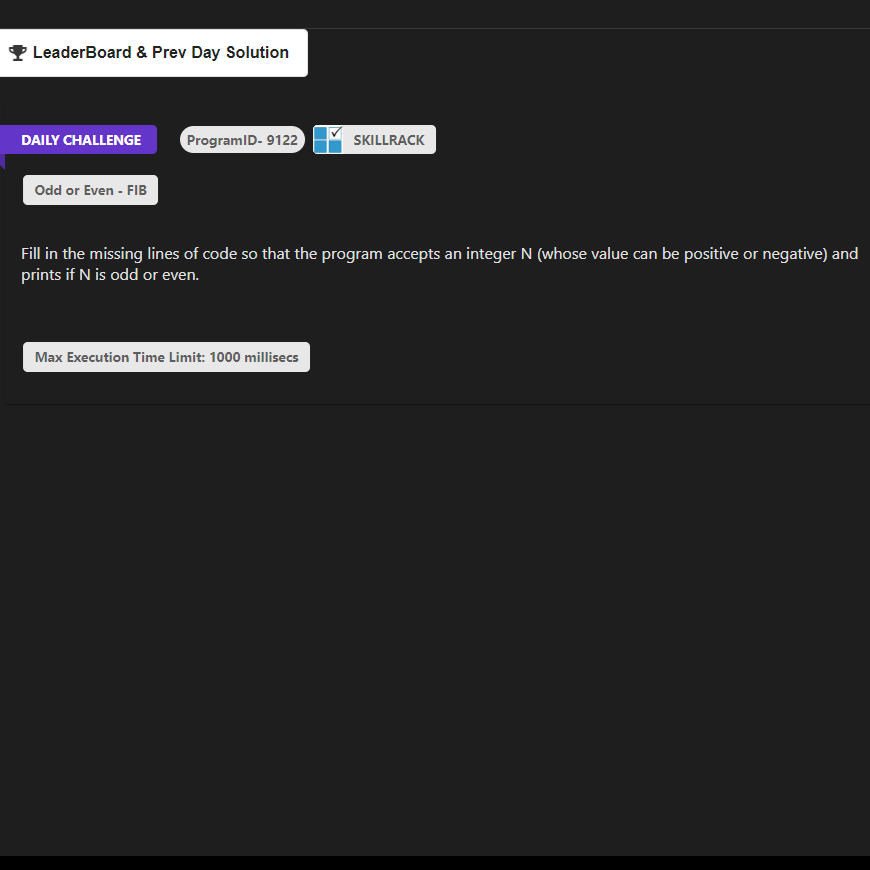 LeaderBoard & Prev Day Solution
DAILY CHALLENGE
ProgramID- 9122
SKILLRACK
Odd or Even - FIB
Fill in the missing lines of code so that the program accepts an integer N (whose value can be positive or negative) and
prints if N is odd or even.
Max Execution Time Limit: 1000 millisecs